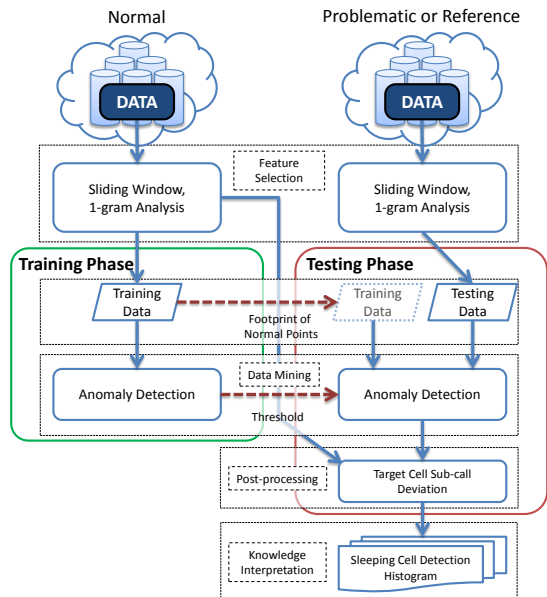 Normal
Problematic or Reference
DATA
DATA
Sliding Window,
1-gram Analysis
Feature
Selection
Sliding Window,
1-gram Analysis
Training Phase
Testing Phase
Training
Data
Training
Data
Testing
Data
Footprint of
Normal Points
Anomaly Detection
Data Mining
Anomaly Detection
Threshold
Post-processing
Target Cell Sub-call
Deviation
Knowledge
Interpretation
Sleeping Cell Detection
Histogram